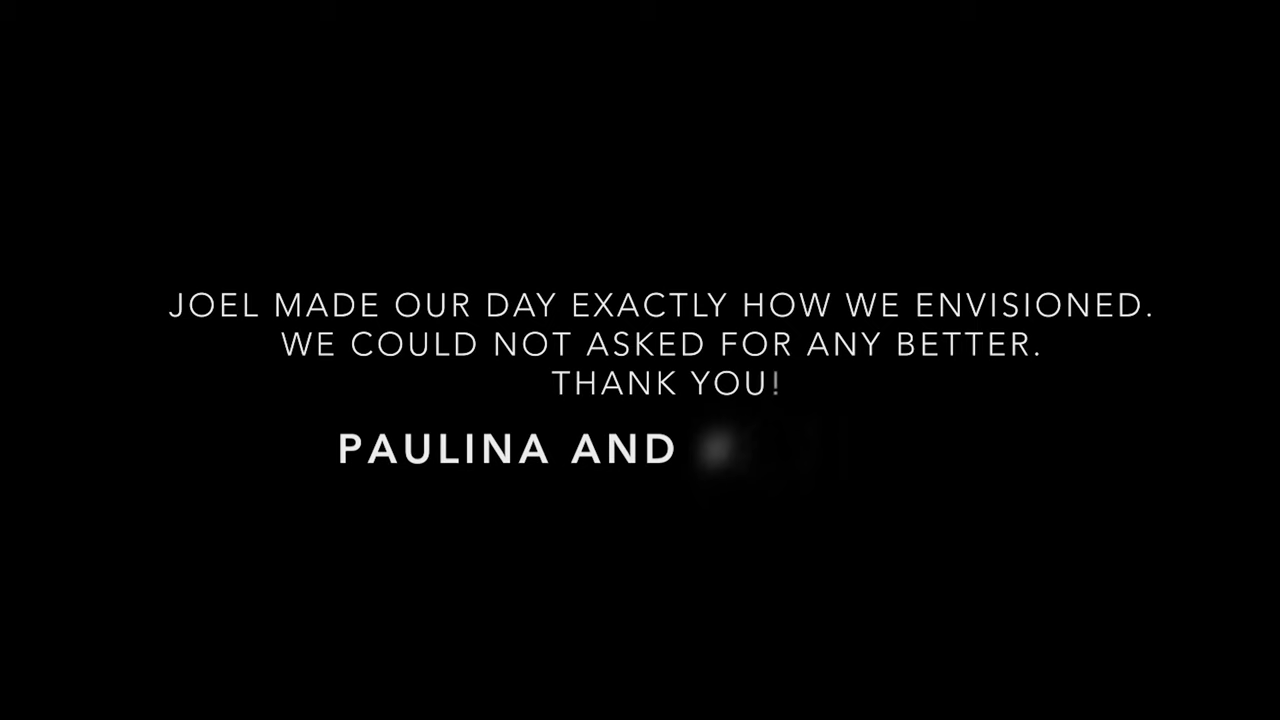 JOEL MADE OUR DAY EXACTLY HOW WE ENVISIONED.
WE COULD NOT ASKED FOR ANY BETTER.
THANK YOU!
PAULINA AND